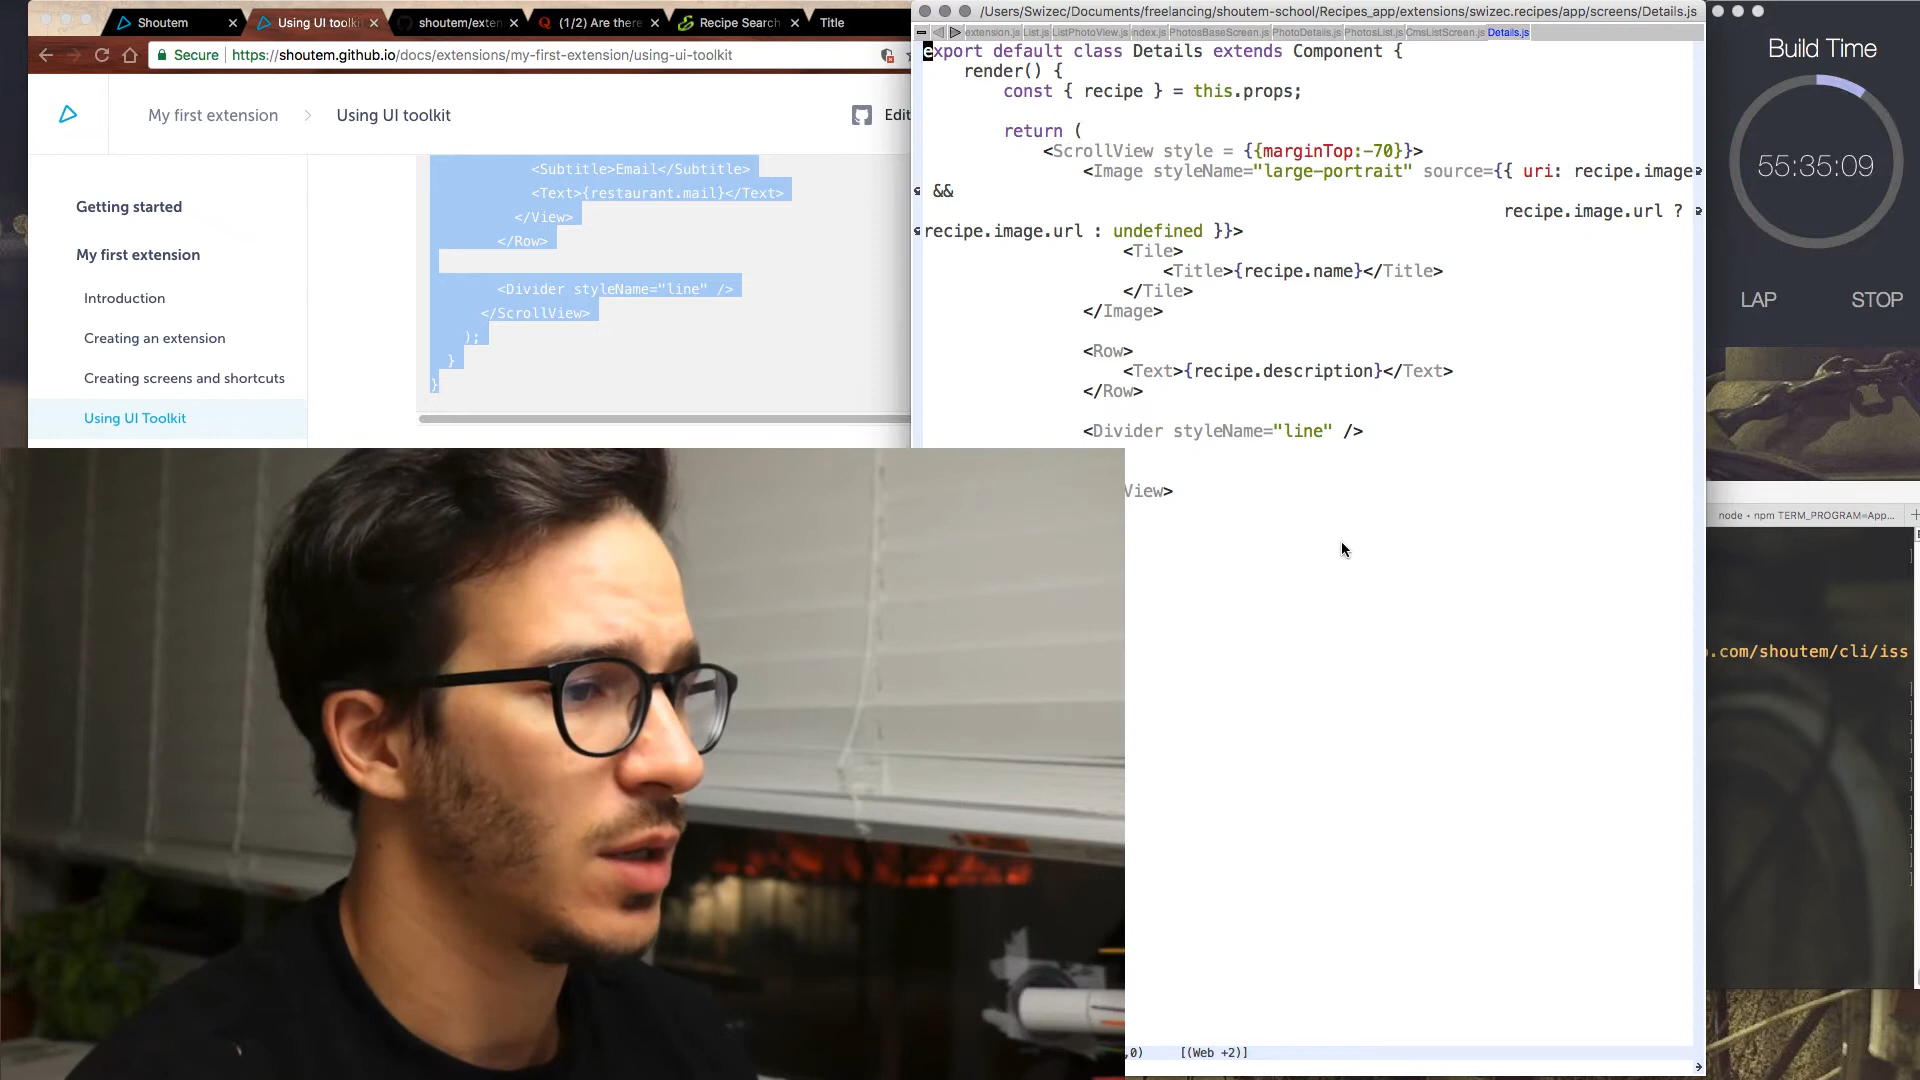 Shoutem
Using UI toolki
shoutem/exten
(1/2) Are there
Recipe Search
Title
/Users/Swizec/Documents/freelancing/shoutem-school/Recipes_app/extensions/swizec.recipes/app/screens/Details.js
extension.js List.js ListPhotoView.js index.js PhotosBaseScreen.js PhotoDetails.js PhotosList.js CmsListScreen.js Details.js
Secure https://shoutem.github.io/docs/extensions/my-first-extension/using-ui-toolkit
My first extension
Using UI toolkit
Edit
Getting started
My first extension
Introduction
Creating an extension
Creating screens and shortcuts
Using UI Toolkit
<Subtitle>Email</Subtitle>
<Text>{restaurant.mail}</Text>
</View>
</Row>
<Divider styleName="line" />
</ScrollView>
);
}
}
export default class Details extends Component {
render() {
const { recipe } = this.props;
return (
<ScrollView style = {{marginTop:-70}}>
<Image styleName="large-portrait" source={{ uri: recipe.image
&&
recipe.image.url ?
recipe.image.url : undefined }}>
<Tile>
<Title>{recipe.name}</Title>
</Tile>
</Image>
<Row>
<Text>{recipe.description}</Text>
</Row>
<Divider styleName="line" />
View>
,0) [(Web +2)]
Build Time
55:35:09
LAP
STOP
node • npm TERM_PROGRAM=App...
.com/shoutem/cli/iss